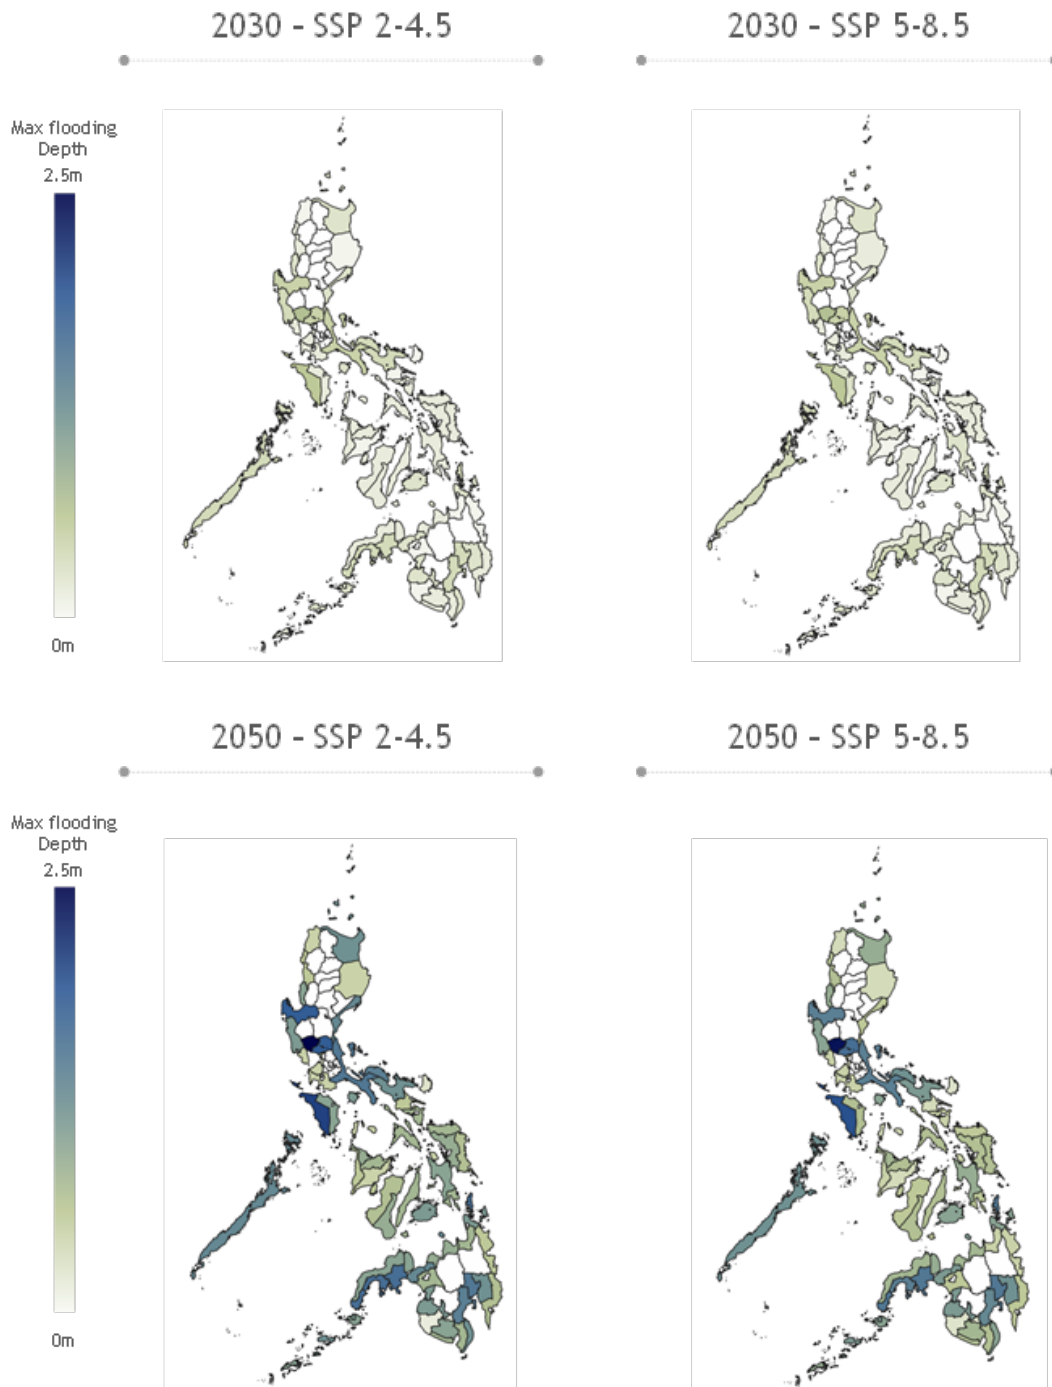 2030 - SSP 2-4.5
2030 - SSP 5-8.5
Max flooding
Depth
2.5m
0m
2050 - SSP 2-4.5
2050 - SSP 5-8.5
Max flooding
Depth
2.5m
0m